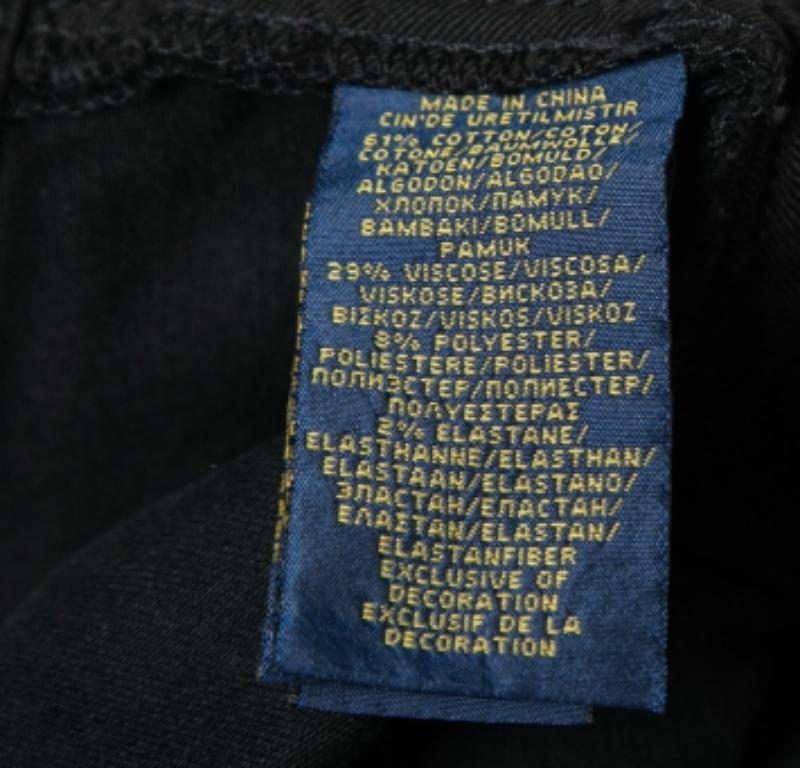 MADE IN CHINA
CIN'DE URETILMISTIR
61% COTTON/COTON/
COTONE/BAUMWOLLE/
KATOEN/BOMULD/
ALGODON/ALGODAO/
ХЛОПОК/ПАМУК/
BAMBAKI/BOMULL/
PAMUK
29% VISCOSE/VISCOSA/
VISKOSE/ВИСКОЗА/
ΒΙΣΚΟΖ/VISKOS/VISKOZ
8% POLYESTER/
POLIESTERE/POLIESTER/
ПОЛИЭСТЕР/ПОЛИЕСТЕР/
ΠΟΛΥΕΣΤΕΡΑΣ
2% ELASTANE/
ELASTHANNE/ELASTHAN/
ELASTAAN/ELASTANO/
ЭЛАСТАН/ЕЛАСТАН/
ΕΛΑΣΤΑΝ/ELASTAN/
ELASTANFIBER
EXCLUSIVE OF
DECORATION
EXCLUSIF DE LA
DECORATION